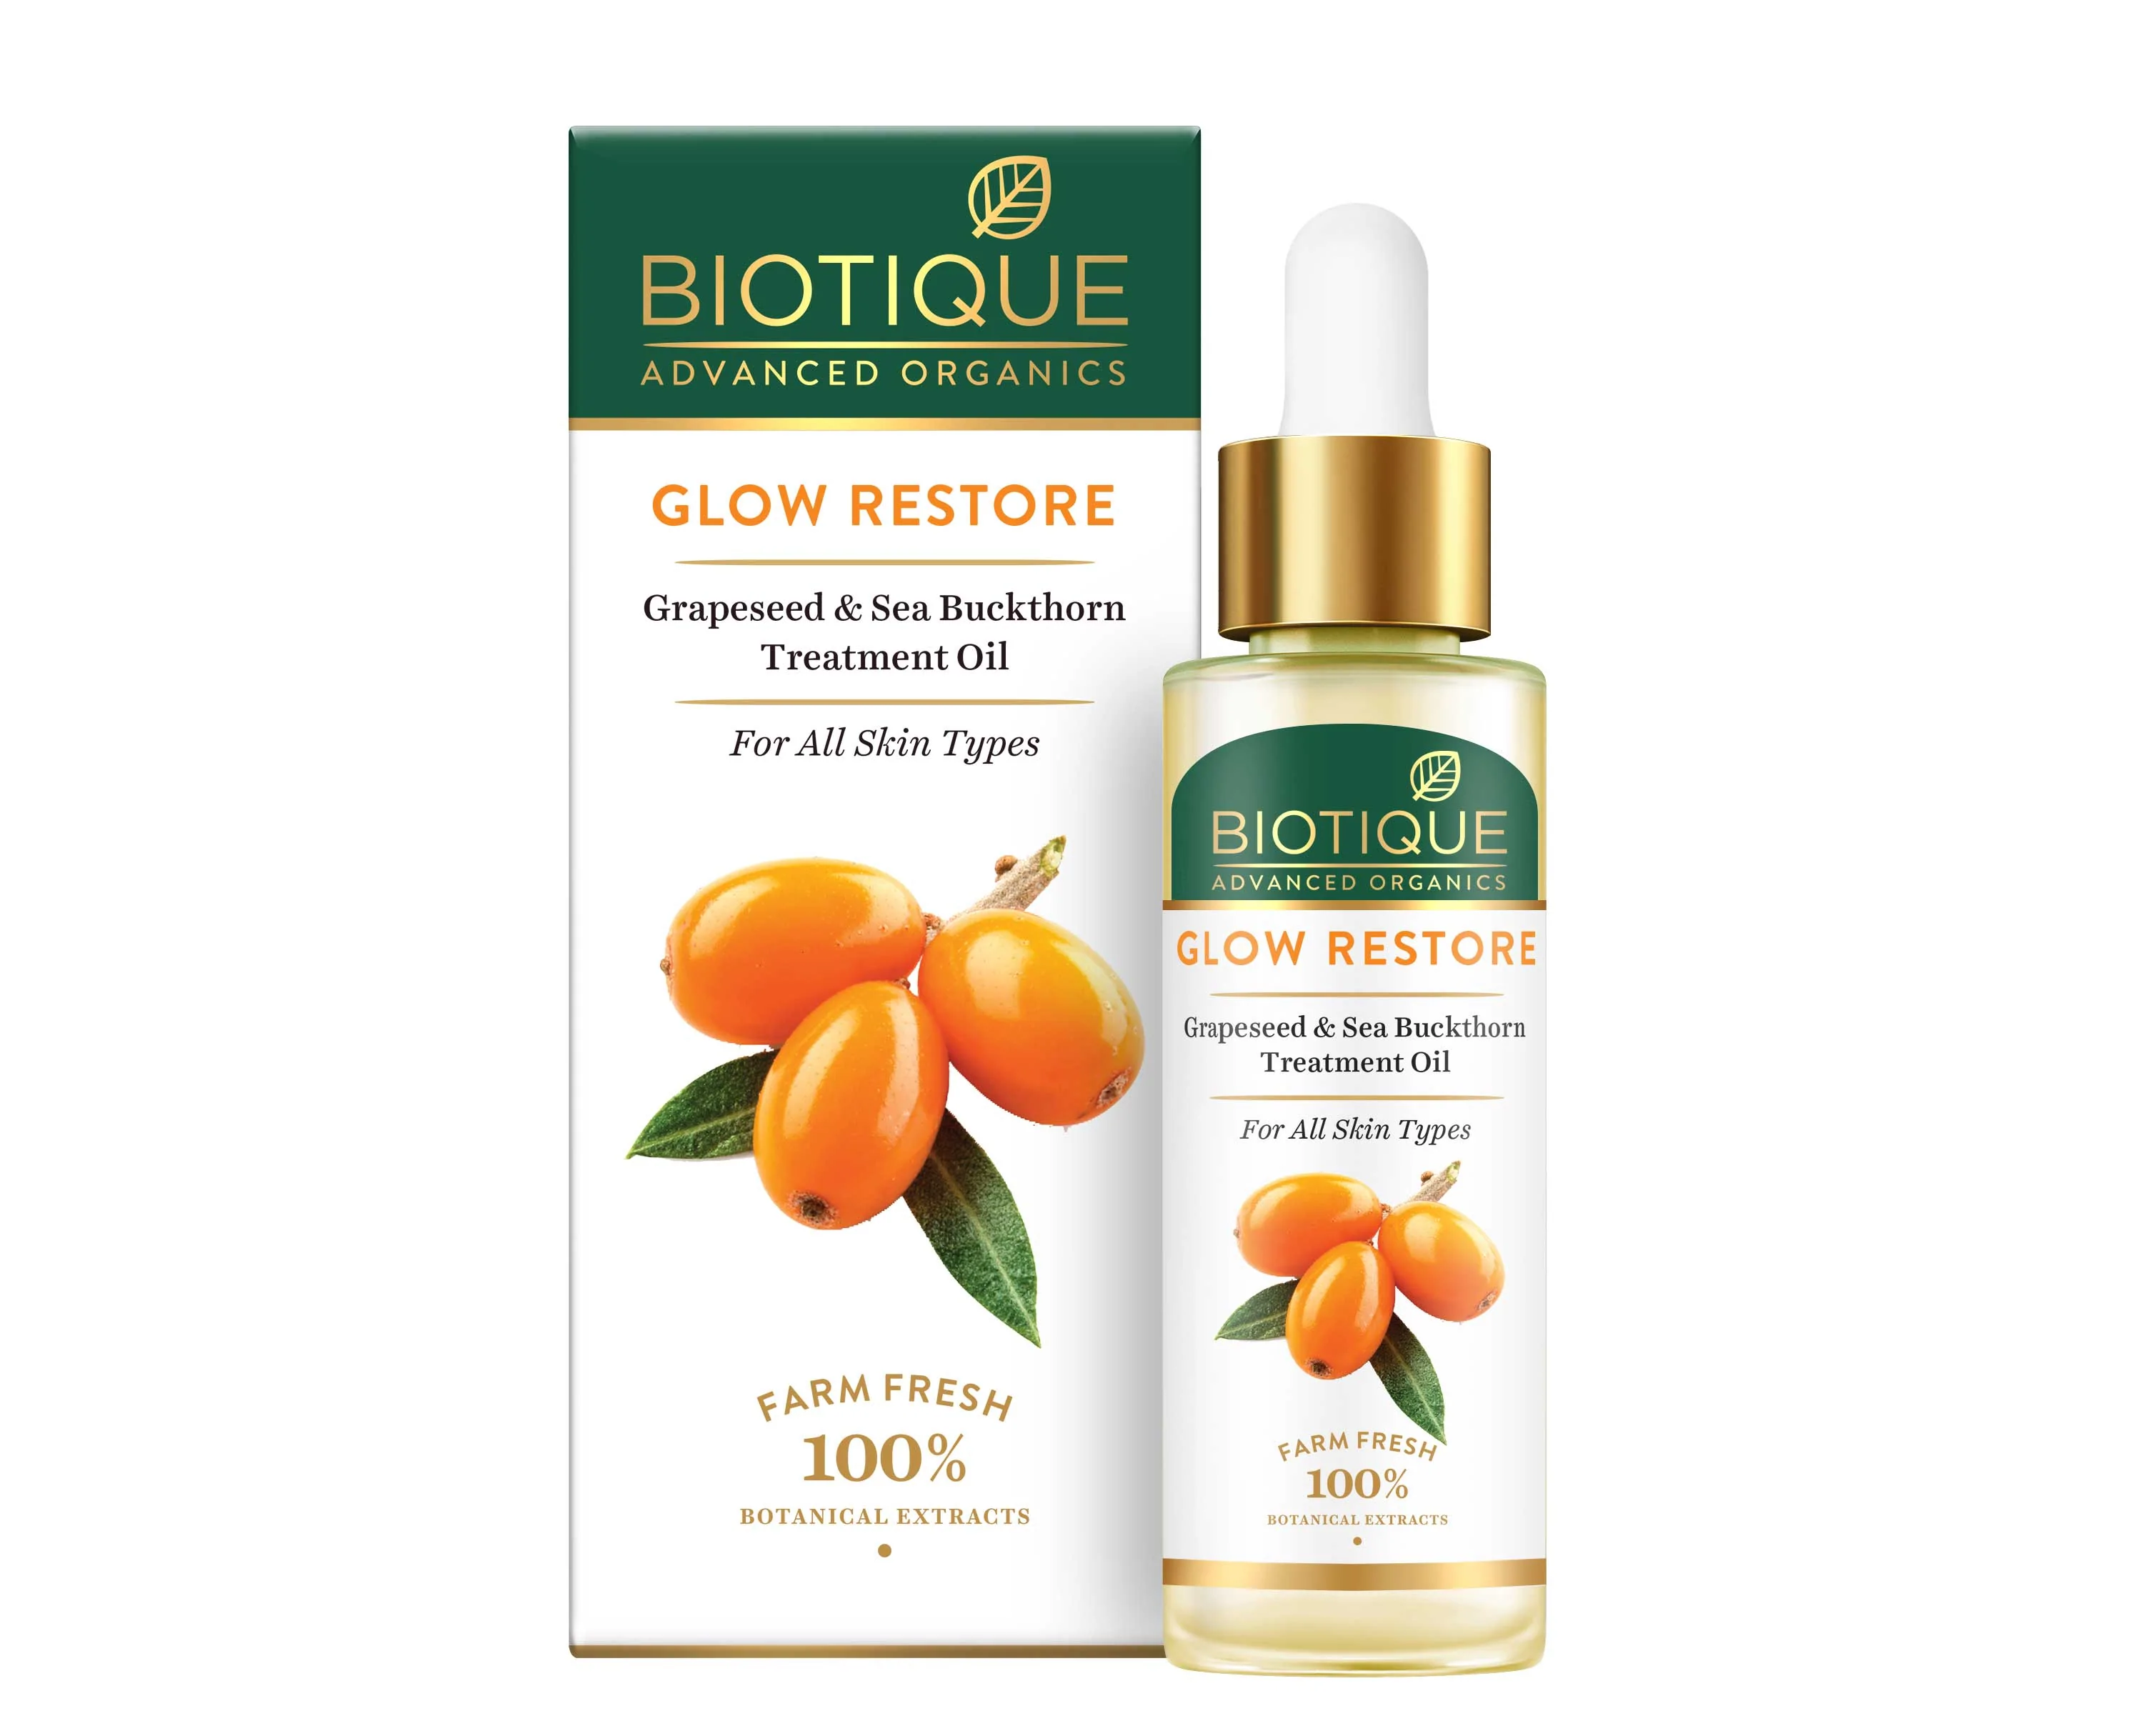 BIOTIQUE
ADVANCED ORGANICS
GLOW RESTORE
Grapeseed & Sea Buckthorn
Treatment Oil
For All Skin Types
FARM FRESH
100%
BOTANICAL EXTRACTS
BIOTIQUE
ADVANCED ORGANICS
GLOW RESTORE
Grapeseed & Sea Buckthorn
Treatment Oil
For All Skin Types
FARM FRESH
100%
BOTANICAL EXTRACTS